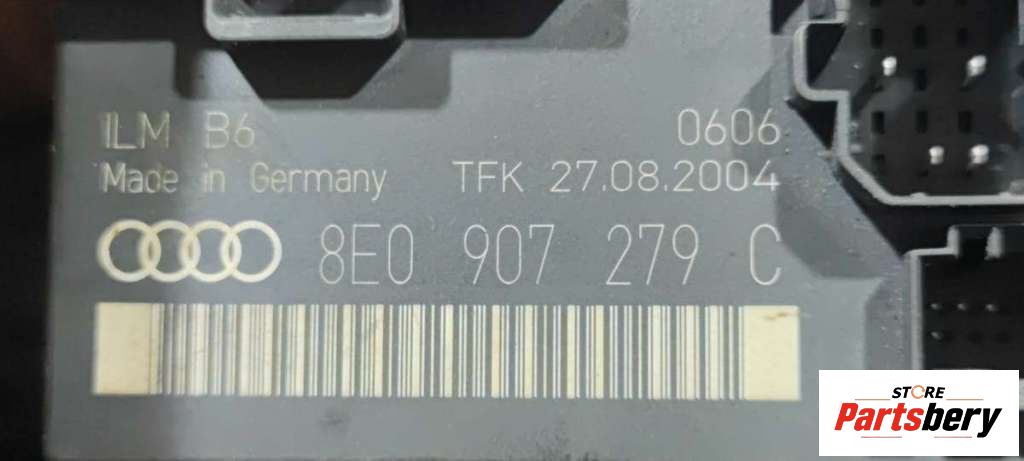 ILM B6 0606
Made in Germany TFK 27.08.2004
8E0 907 279 C
STORE
Partsbery